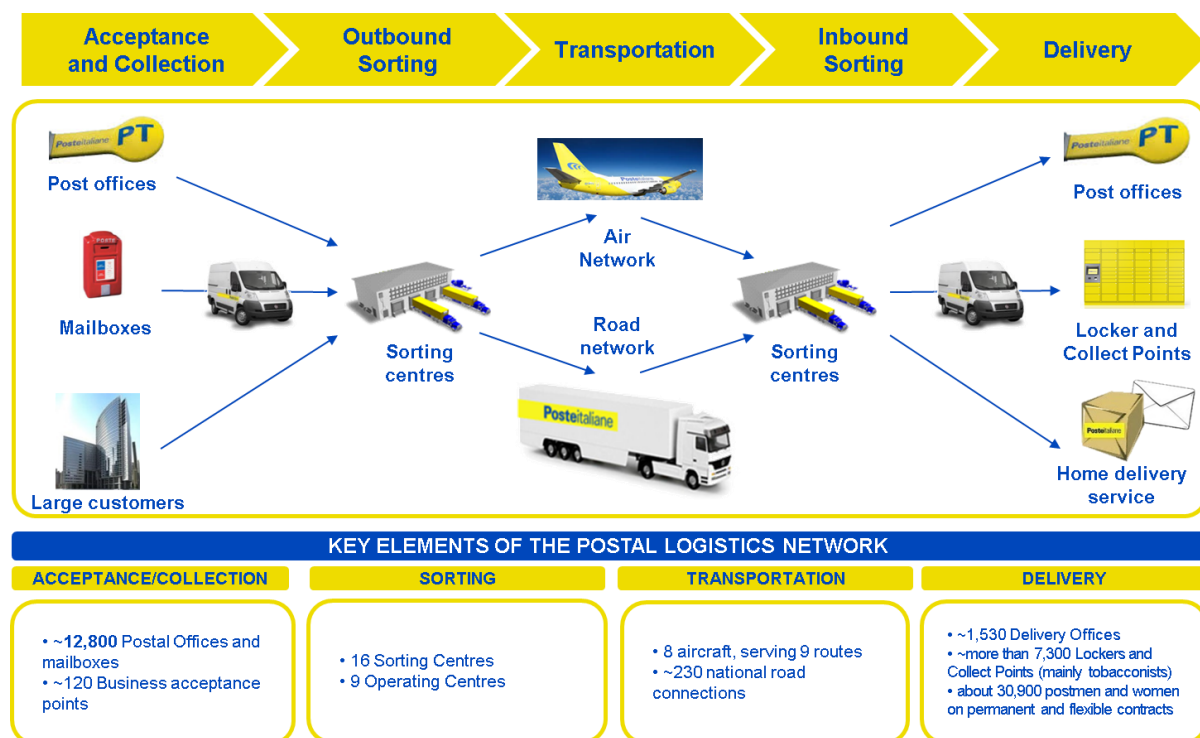 Acceptance
and Collection
Outbound
Sorting
Transportation
Inbound
Sorting
Delivery
Posteitaliane PT
Post offices
POSTE
Mailboxes
Large customers
Sorting
centres
Posteitaliane
Air
Network
Road
network
Posteitaliane
Sorting
centres
Posteitaliane PT
Post offices
Locker and
Collect Points
Posteitaliane
Home delivery
service
KEY ELEMENTS OF THE POSTAL LOGISTICS NETWORK
ACCEPTANCE/COLLECTION
• ~12,800 Postal Offices and
mailboxes
• ~120 Business acceptance
points
SORTING
• 16 Sorting Centres
• 9 Operating Centres
TRANSPORTATION
• 8 aircraft, serving 9 routes
• ~230 national road
connections
DELIVERY
• ~1,530 Delivery Offices
• ~more than 7,300 Lockers and
Collect Points (mainly tobacconists)
• about 30,900 postmen and women
on permanent and flexible contracts